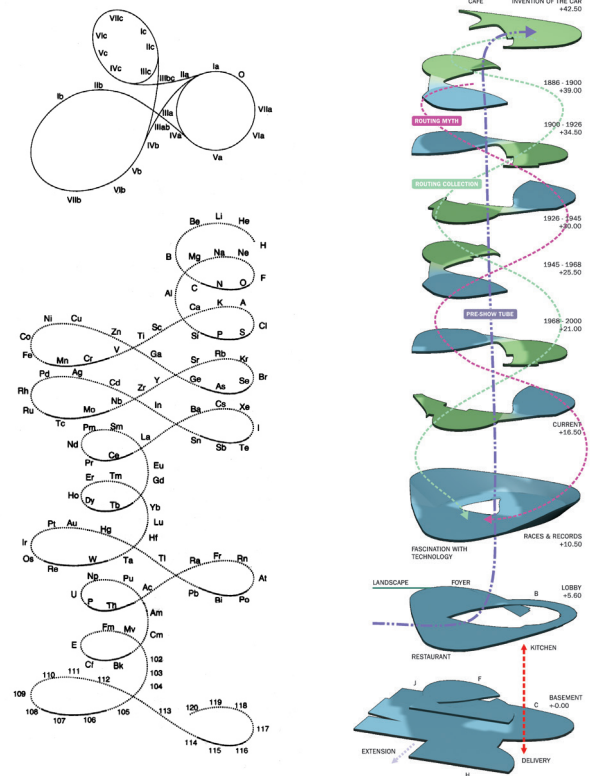 VIIc
VIc
Ic
IIc
Vc
IVc
IIIc
IIIbc
IIa
Ia
O
Ib
IIb
IIIa
VIIa
IIIab
IVa
VIa
IVb
Va
Vb
VIb
VIIb
Be
Li
He
H
B
Mg
Na
Ne
F
C
N
O
Al
Ca
K
A
Cl
Si
P
S
Ni
Cu
Zn
Ti
Sc
Co
V
Fe
Mn
Cr
Ga
Sr
Rb
Kr
Br
Ge
As
Se
Pd
Ag
Cd
Zr
Y
Rh
Ru
Tc
Mo
Nb
In
Ba
Cs
Xe
I
Sn
Sb
Te
Pm
Sm
La
Nd
Pr
Ce
Eu
Gd
Er
Tm
Ho
Dy
Tb
Yb
Lu
Hf
Pt
Au
Hg
Ir
Os
Re
W
Ta
Tl
Ra
Fr
Rn
At
Pb
Bi
Po
Np
Pu
Ac
U
P
Th
Am
Cm
Fm
Mv
E
Cf
Bk
102
103
104
110
111
112
109
108
107
106
105
113
120
119
118
117
114
115
116
CAFE
INVENTION OF THE CAR
+42.50
1886 - 1900
+39.00
ROUTING MYTH
1900 - 1926
+34.50
ROUTING COLLECTION
1926 - 1945
+30.00
1945 - 1968
+25.50
PRE-SHOW TUBE
1968 - 2000
+21.00
CURRENT
+16.50
FASCINATION WITH
TECHNOLOGY
RACES & RECORDS
+10.50
LANDSCAPE
FOYER
B
LOBBY
+5.60
RESTAURANT
KITCHEN
J
F
C
BASEMENT
+-0.00
EXTENSION
DELIVERY
H